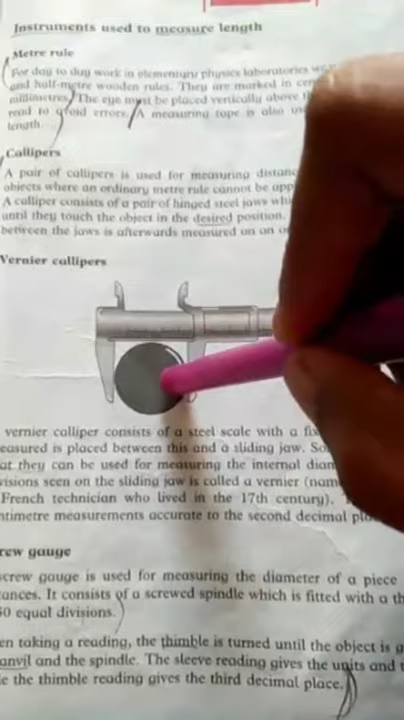 Instruments used to measure length
Metre rule
For day to day work in elementary physics laboratories
and half-metre wooden rules. They are marked in
millimetres. The eye must be placed vertically above
read to avoid errors. A measuring tape is also
length.
Callipers
A pair of callipers is used for measuring
objects where an ordinary metre rule cannot be
A calliper consists of a pair of hinged steel jaws
until they touch the object in the desired position.
between the jaws is afterwards measured on an
Vernier callipers
vernier calliper consists of a steel scale with a
easured is placed between this and a sliding jaw.
at they can be used for measuring the internal
visions seen on the sliding jaw is called a vernier
French technician who lived in the 17th century).
ntimetre measurements accurate to the second decimal
rew gauge
screw gauge is used for measuring the diameter of a piece
ances. It consists of a screwed spindle which is fitted with a
50 equal divisions.
en taking a reading, the thimble is turned until the object is
anvil and the spindle. The sleeve reading gives the units and
e the thimble reading gives the third decimal place.